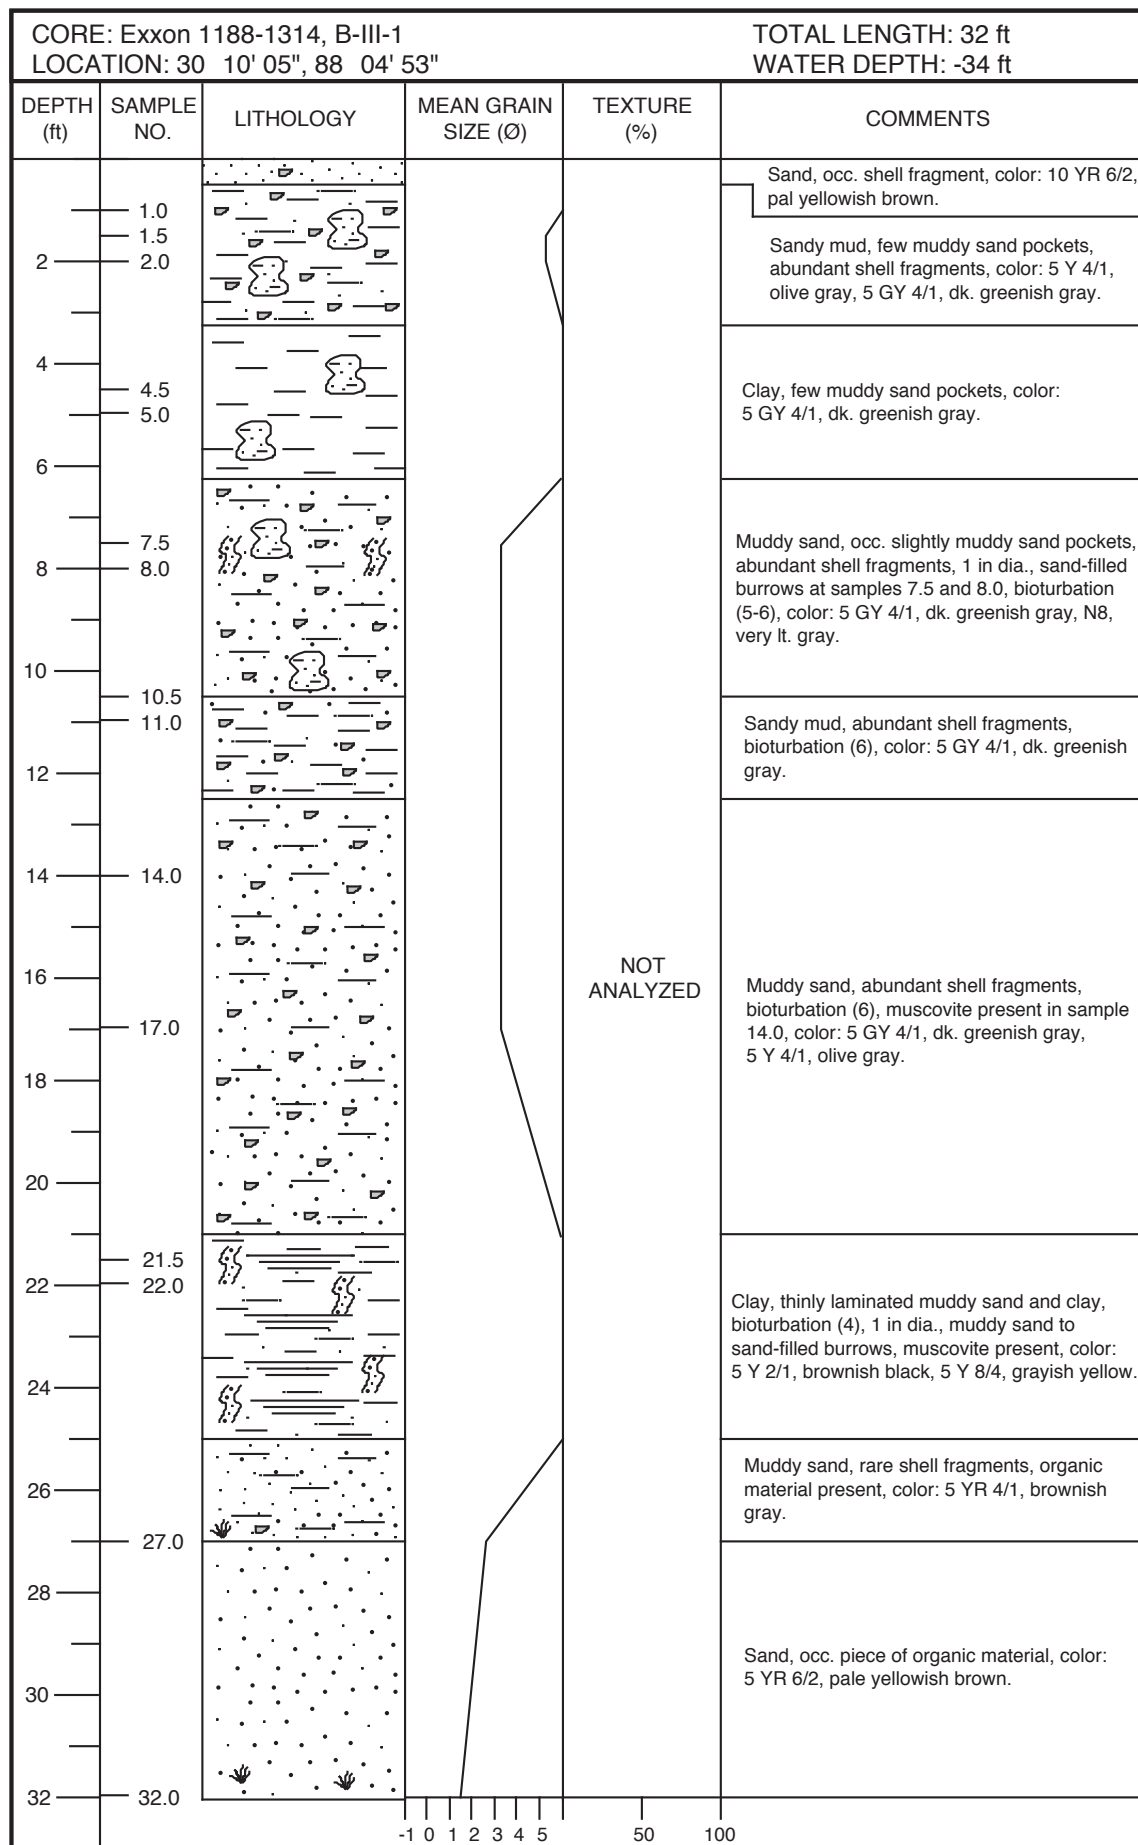 CORE: Exxon 1188-1314, B-III-1
TOTAL LENGTH: 32 ft
LOCATION: 30 10' 05", 88 04' 53"
WATER DEPTH: -34 ft
DEPTH (ft)
SAMPLE NO.
LITHOLOGY
MEAN GRAIN SIZE (Ø)
TEXTURE (%)
COMMENTS
Sand, occ. shell fragment, color: 10 YR 6/2,
pal yellowish brown.
1.0
1.5
2
2.0
Sandy mud, few muddy sand pockets,
abundant shell fragments, color: 5 Y 4/1,
olive gray, 5 GY 4/1, dk. greenish gray.
4
4.5
5.0
Clay, few muddy sand pockets, color:
5 GY 4/1, dk. greenish gray.
6
7.5
8
8.0
Muddy sand, occ. slightly muddy sand pockets,
abundant shell fragments, 1 in dia., sand-filled
burrows at samples 7.5 and 8.0, bioturbation
(5-6), color: 5 GY 4/1, dk. greenish gray, N8,
very lt. gray.
10
10.5
11.0
Sandy mud, abundant shell fragments,
bioturbation (6), color: 5 GY 4/1, dk. greenish
gray.
12
14
14.0
16
NOT
ANALYZED
Muddy sand, abundant shell fragments,
bioturbation (6), muscovite present in sample
14.0, color: 5 GY 4/1, dk. greenish gray,
5 Y 4/1, olive gray.
17.0
18
20
21.5
22
22.0
Clay, thinly laminated muddy sand and clay,
bioturbation (4), 1 in dia., muddy sand to
sand-filled burrows, muscovite present, color:
5 Y 2/1, brownish black, 5 Y 8/4, grayish yellow.
24
Muddy sand, rare shell fragments, organic
material present, color: 5 YR 4/1, brownish
gray.
26
27.0
28
Sand, occ. piece of organic material, color:
5 YR 6/2, pale yellowish brown.
30
32
32.0
-1 0 1 2 3 4 5
50 100